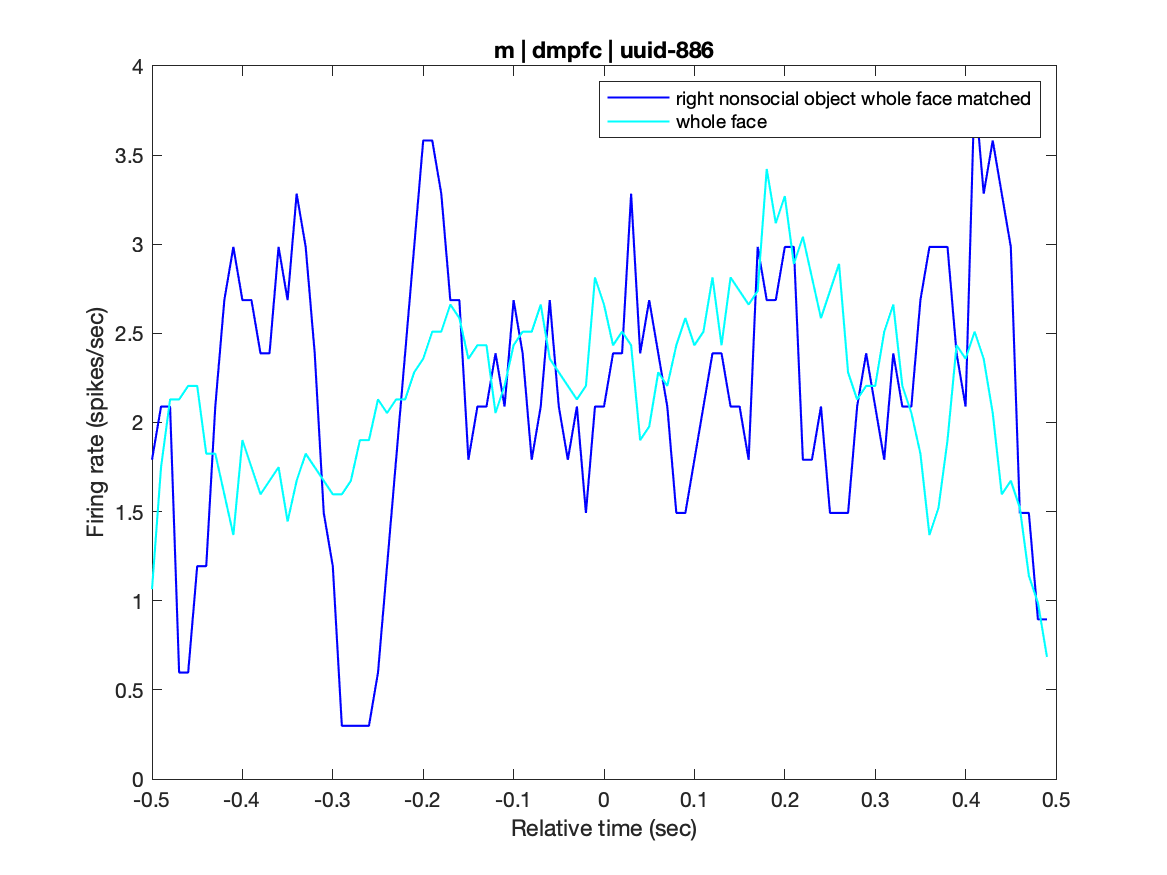 m | dmpfc | uuid-886
right nonsocial object whole face matched
whole face
4
3.5
3
2.5
2
1.5
1
0.5
0
Firing rate (spikes/sec)
-0.5 -0.4 -0.3 -0.2 -0.1 0 0.1 0.2 0.3 0.4 0.5
Relative time (sec)